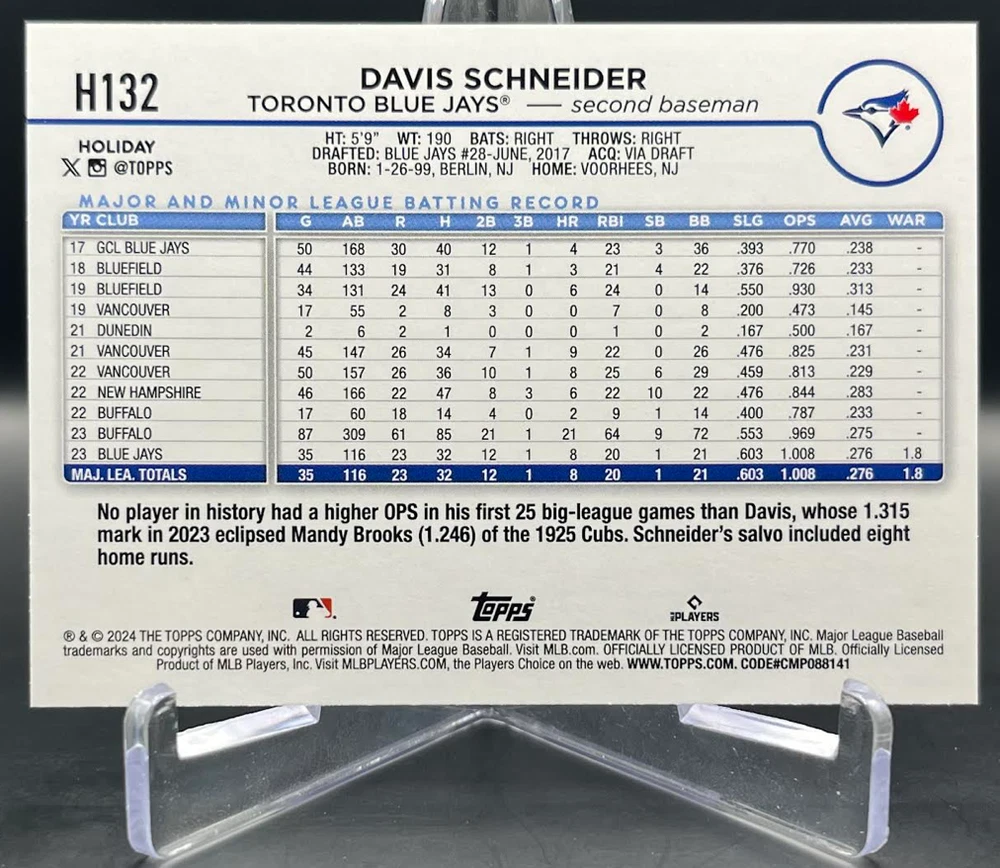 H132
DAVIS SCHNEIDER
TORONTO BLUE JAYS® — second baseman
HOLIDAY
@TOPPS
HT: 5'9" WT: 190 BATS: RIGHT THROWS: RIGHT
DRAFTED: BLUE JAYS #28-JUNE, 2017 ACQ: VIA DRAFT
BORN: 1-26-99, BERLIN, NJ HOME: VOORHEES, NJ
MAJOR AND MINOR LEAGUE BATTING RECORD
YR CLUB G AB R H 2B 3B HR RBI SB BB SLG OPS AVG WAR
17 GCL BLUE JAYS 50 168 30 40 12 1 4 23 3 36 .393 .770 .238 -
18 BLUEFIELD 44 133 19 31 8 1 3 21 4 22 .376 .726 .233 -
19 BLUEFIELD 34 131 24 41 13 0 6 24 0 14 .550 .930 .313 -
19 VANCOUVER 17 55 2 8 3 0 0 7 0 8 .200 .473 .145 -
21 DUNEDIN 2 6 2 1 0 0 0 1 0 2 .167 .500 .167 -
21 VANCOUVER 45 147 26 34 7 1 9 22 0 26 .476 .825 .231 -
22 VANCOUVER 50 157 26 36 10 1 8 25 6 29 .459 .813 .229 -
22 NEW HAMPSHIRE 46 166 22 47 8 3 6 22 10 22 .476 .844 .283 -
22 BUFFALO 17 60 18 14 4 0 2 9 1 14 .400 .787 .233 -
23 BUFFALO 87 309 61 85 21 1 21 64 9 72 .553 .969 .275 -
23 BLUE JAYS 35 116 23 32 12 1 8 20 1 21 .603 1.008 .276 1.8
MAJ. LEA. TOTALS 35 116 23 32 12 1 8 20 1 21 .603 1.008 .276 1.8
No player in history had a higher OPS in his first 25 big-league games than Davis, whose 1.315
mark in 2023 eclipsed Mandy Brooks (1.246) of the 1925 Cubs. Schneider's salvo included eight
home runs.
Topps®
PLAYERS
® & © 2024 THE TOPPS COMPANY, INC. ALL RIGHTS RESERVED. TOPPS IS A REGISTERED TRADEMARK OF THE TOPPS COMPANY, INC. Major League Baseball
trademarks and copyrights are used with permission of Major League Baseball. Visit MLB.com. OFFICIALLY LICENSED PRODUCT OF MLB. Officially Licensed
Product of MLB Players, Inc. Visit MLBPLAYERS.COM, the Players Choice on the web. WWW.TOPPS.COM. CODE#CMP088141